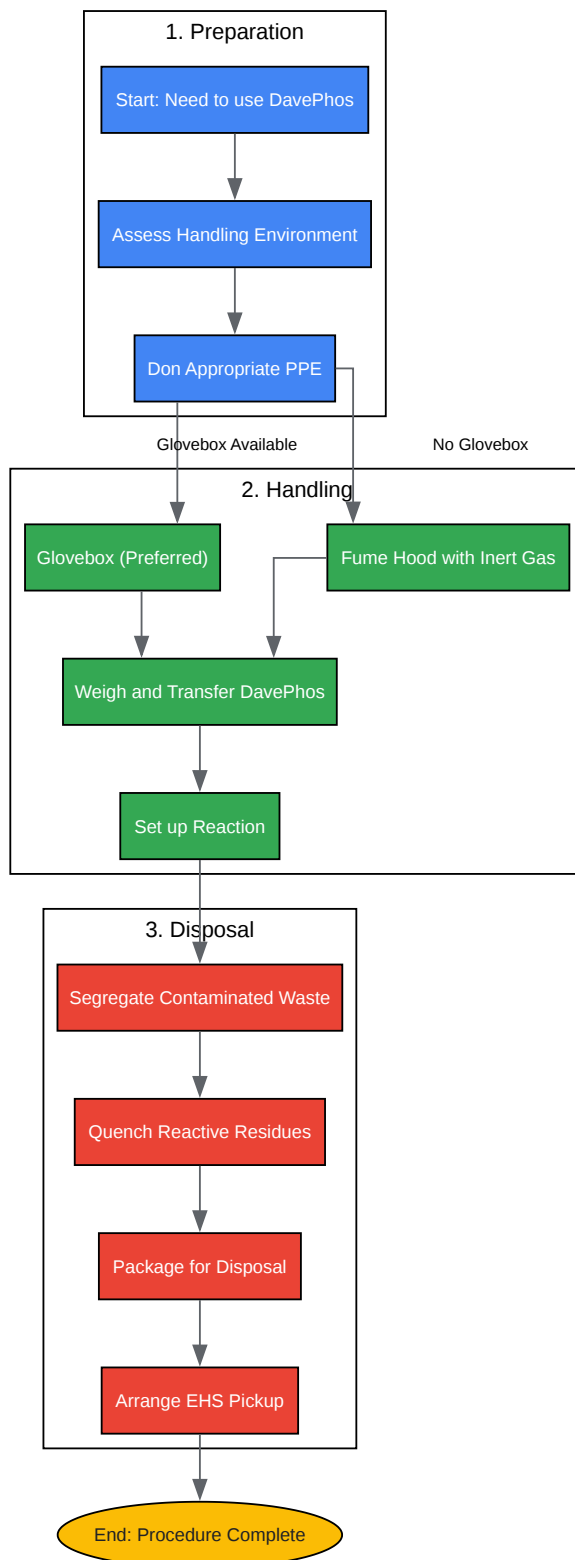 1. Preparation
Start: Need to use DavePhos
Assess Handling Environment
Don Appropriate PPE
Glovebox Available
No Glovebox
2. Handling
Glovebox (Preferred)
Fume Hood with Inert Gas
Weigh and Transfer DavePhos
Set up Reaction
3. Disposal
Segregate Contaminated Waste
Quench Reactive Residues
Package for Disposal
Arrange EHS Pickup
End: Procedure Complete